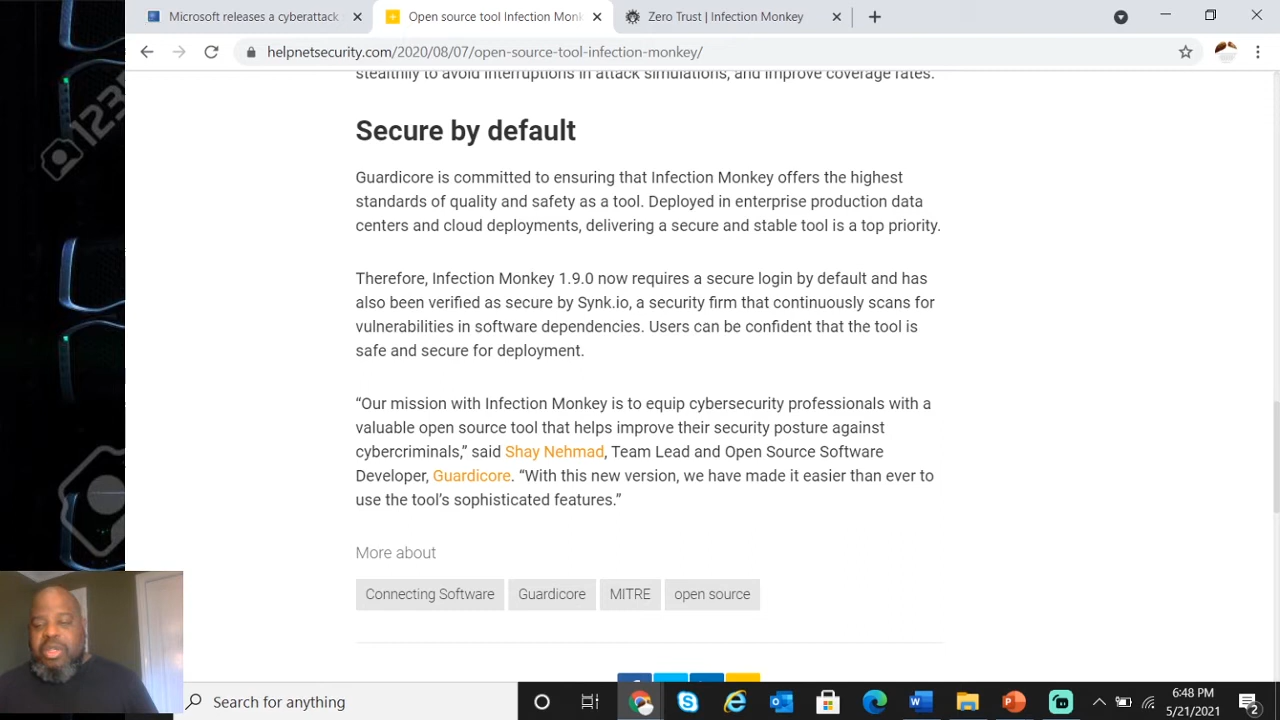 Microsoft releases a cyberattack
Open source tool Infection Mon
Zero Trust | Infection Monkey
helpnetsecurity.com/2020/08/07/open-source-tool-infection-monkey/
stealthily to avoid interruptions in attack simulations, and improve coverage rates.
Secure by default
Guardicore is committed to ensuring that Infection Monkey offers the highest
standards of quality and safety as a tool. Deployed in enterprise production data
centers and cloud deployments, delivering a secure and stable tool is a top priority.
Therefore, Infection Monkey 1.9.0 now requires a secure login by default and has
also been verified as secure by Synk.io, a security firm that continuously scans for
vulnerabilities in software dependencies. Users can be confident that the tool is
safe and secure for deployment.
“Our mission with Infection Monkey is to equip cybersecurity professionals with a
valuable open source tool that helps improve their security posture against
cybercriminals,” said Shay Nehmad, Team Lead and Open Source Software
Developer, Guardicore. “With this new version, we have made it easier than ever to
use the tool’s sophisticated features.”
More about
Connecting Software
Guardicore
MITRE
open source
Search for anything
6:48 PM
5/21/2021
2
123